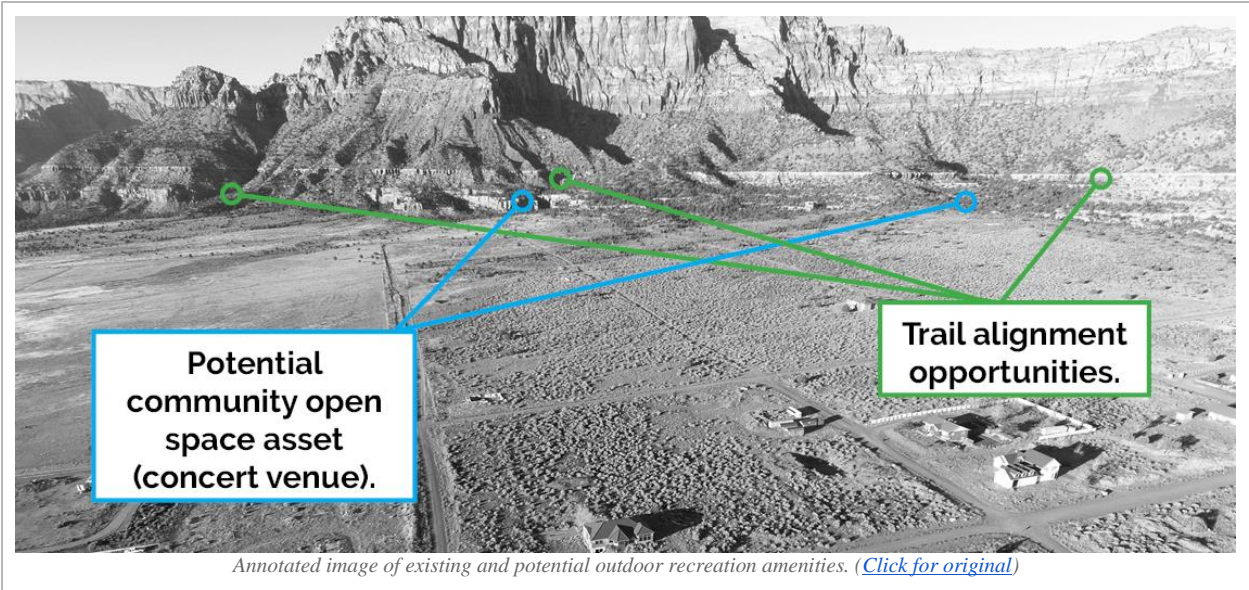 Potential
community open
space asset
(concert venue).
Trail alignment
opportunities.
Annotated image of existing and potential outdoor recreation amenities. (Click for original)